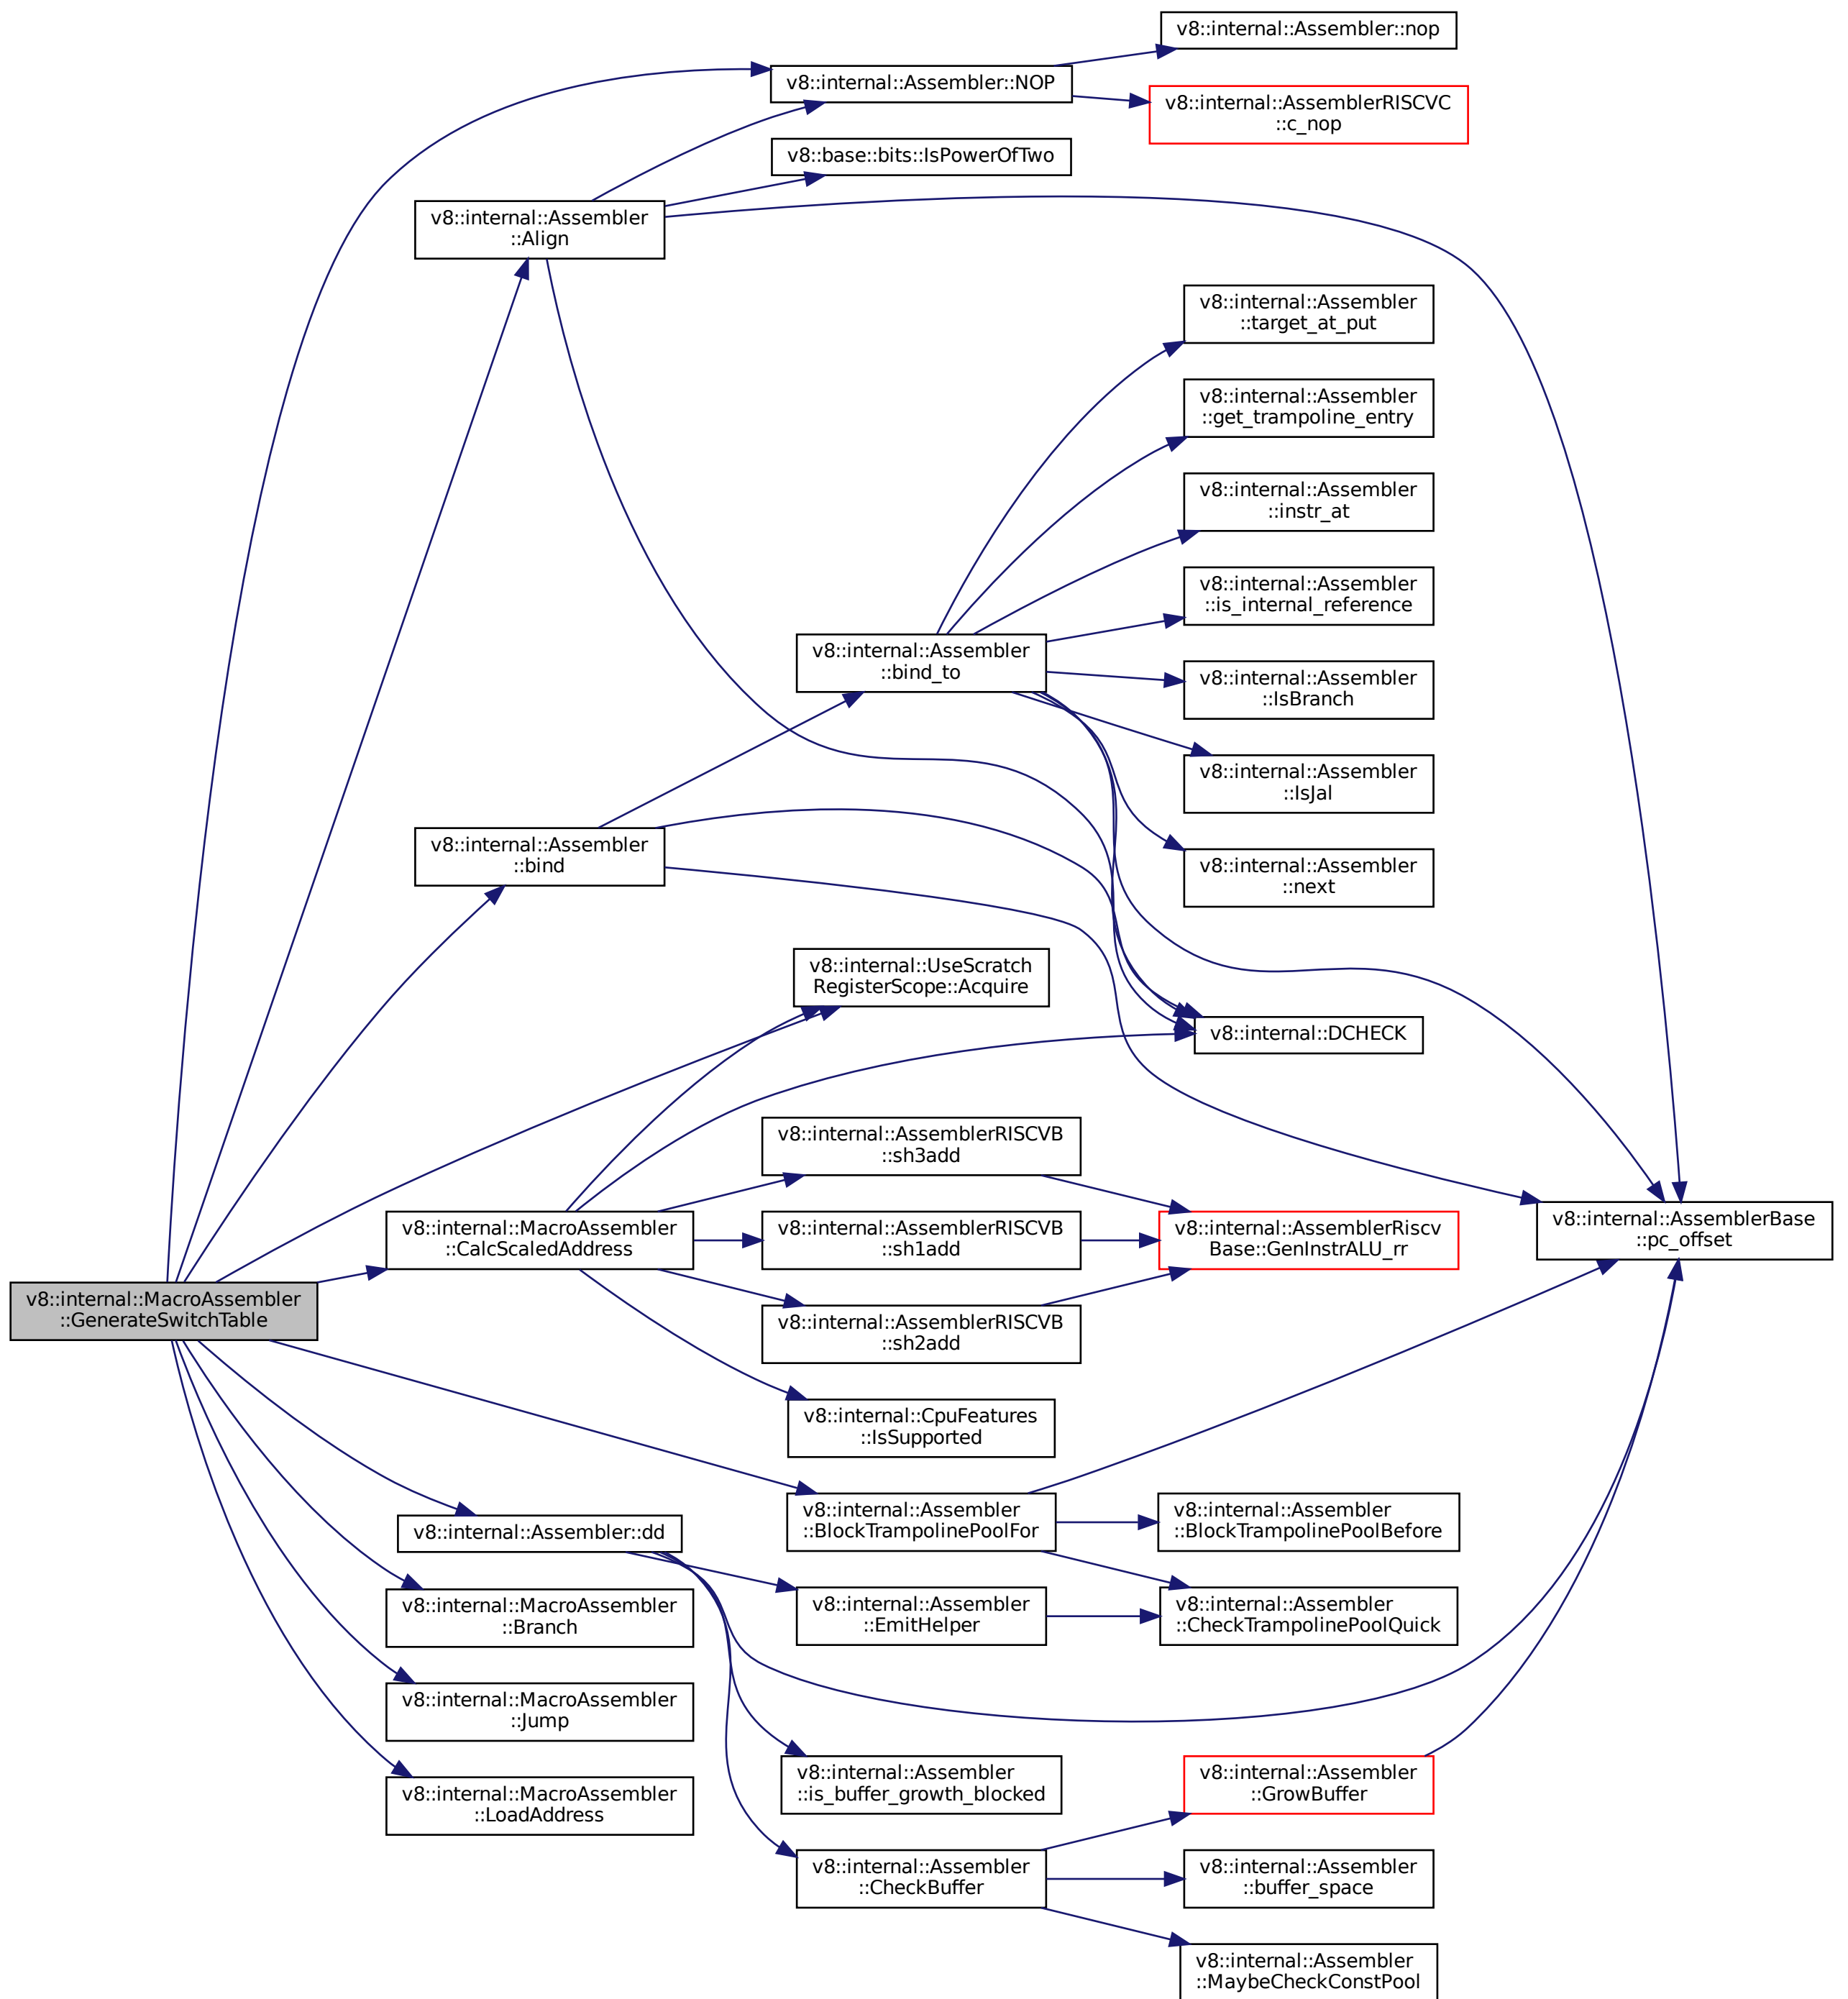 v8::internal::Assembler::nop
v8::internal::Assembler::NOP
v8::internal::AssemblerRISCVC
::c_nop
v8::base::bits::IsPowerOfTwo
v8::internal::Assembler
::Align
v8::internal::Assembler
::target_at_put
v8::internal::Assembler
::get_trampoline_entry
v8::internal::Assembler
::instr_at
v8::internal::Assembler
::is_internal_reference
v8::internal::Assembler
::bind_to
v8::internal::Assembler
::IsBranch
v8::internal::Assembler
::IsJal
v8::internal::Assembler
::bind
v8::internal::Assembler
::next
v8::internal::UseScratch
RegisterScope::Acquire
v8::internal::DCHECK
v8::internal::AssemblerRISCVB
::sh3add
v8::internal::MacroAssembler
::CalcScaledAddress
v8::internal::AssemblerRISCVB
::sh1add
v8::internal::AssemblerRiscv
Base::GenInstrALU_rr
v8::internal::AssemblerBase
::pc_offset
v8::internal::MacroAssembler
::GenerateSwitchTable
v8::internal::AssemblerRISCVB
::sh2add
v8::internal::CpuFeatures
::IsSupported
v8::internal::Assembler::dd
v8::internal::Assembler
::BlockTrampolinePoolFor
v8::internal::Assembler
::BlockTrampolinePoolBefore
v8::internal::MacroAssembler
::Branch
v8::internal::Assembler
::EmitHelper
v8::internal::Assembler
::CheckTrampolinePoolQuick
v8::internal::MacroAssembler
::Jump
v8::internal::MacroAssembler
::LoadAddress
v8::internal::Assembler
::is_buffer_growth_blocked
v8::internal::Assembler
::GrowBuffer
v8::internal::Assembler
::CheckBuffer
v8::internal::Assembler
::buffer_space
v8::internal::Assembler
::MaybeCheckConstPool